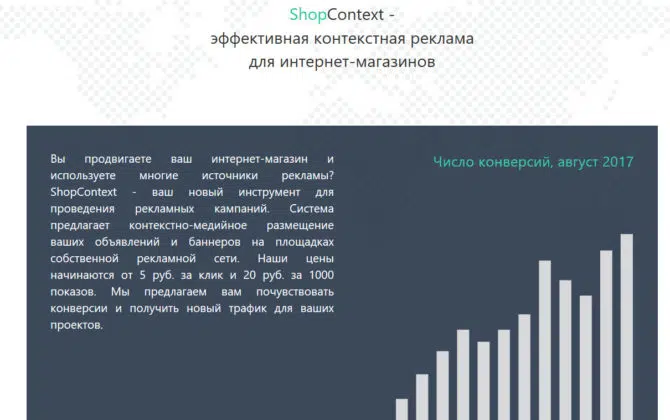 ShopContext -
эффективная контекстная реклама
для интернет-магазинов
Вы продвигаете ваш интернет-магазин и
используете многие источники рекламы?
ShopContext - ваш новый инструмент для
проведения рекламных кампаний. Система
предлагает контекстно-медийное размещение
ваших объявлений и баннеров на площадках
собственной рекламной сети. Наши цены
начинаются от 5 руб. за клик и 20 руб. за 1000
показов. Мы предлагаем вам почувствовать
конверсии и получить новый трафик для ваших
проектов.
Число конверсий, август 2017